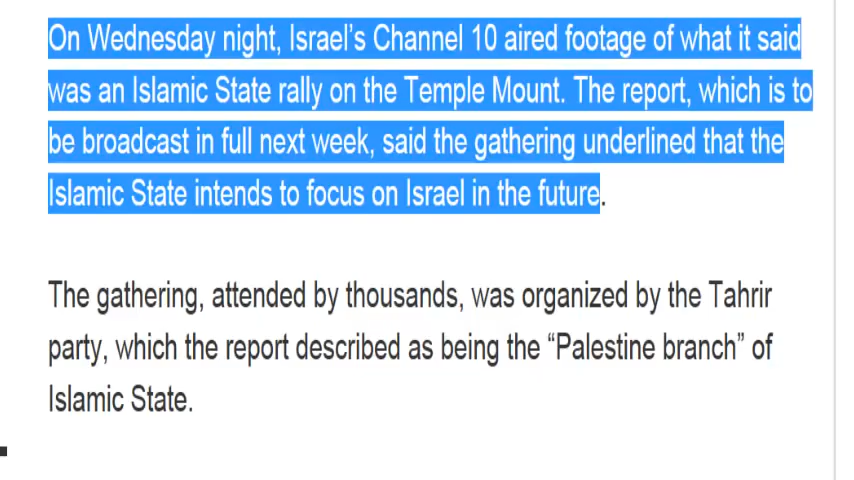 On Wednesday night, Israel's Channel 10 aired footage of what it said
was an Islamic State rally on the Temple Mount. The report, which is to
be broadcast in full next week, said the gathering underlined that the
Islamic State intends to focus on Israel in the future.
The gathering, attended by thousands, was organized by the Tahrir
party, which the report described as being the “Palestine branch” of
Islamic State.